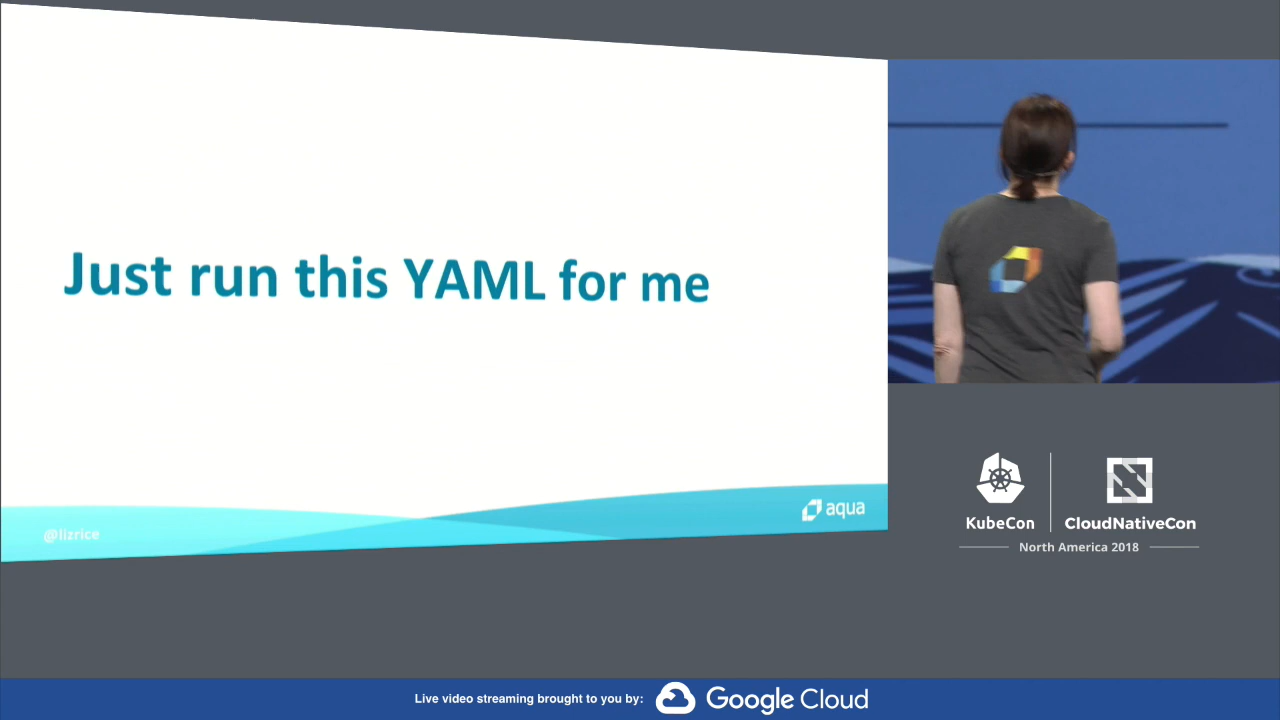 Just run this YAML for me
@lizrice
aqua
KubeCon
CloudNativeCon
North America 2018
Live video streaming brought to you by:
Google Cloud